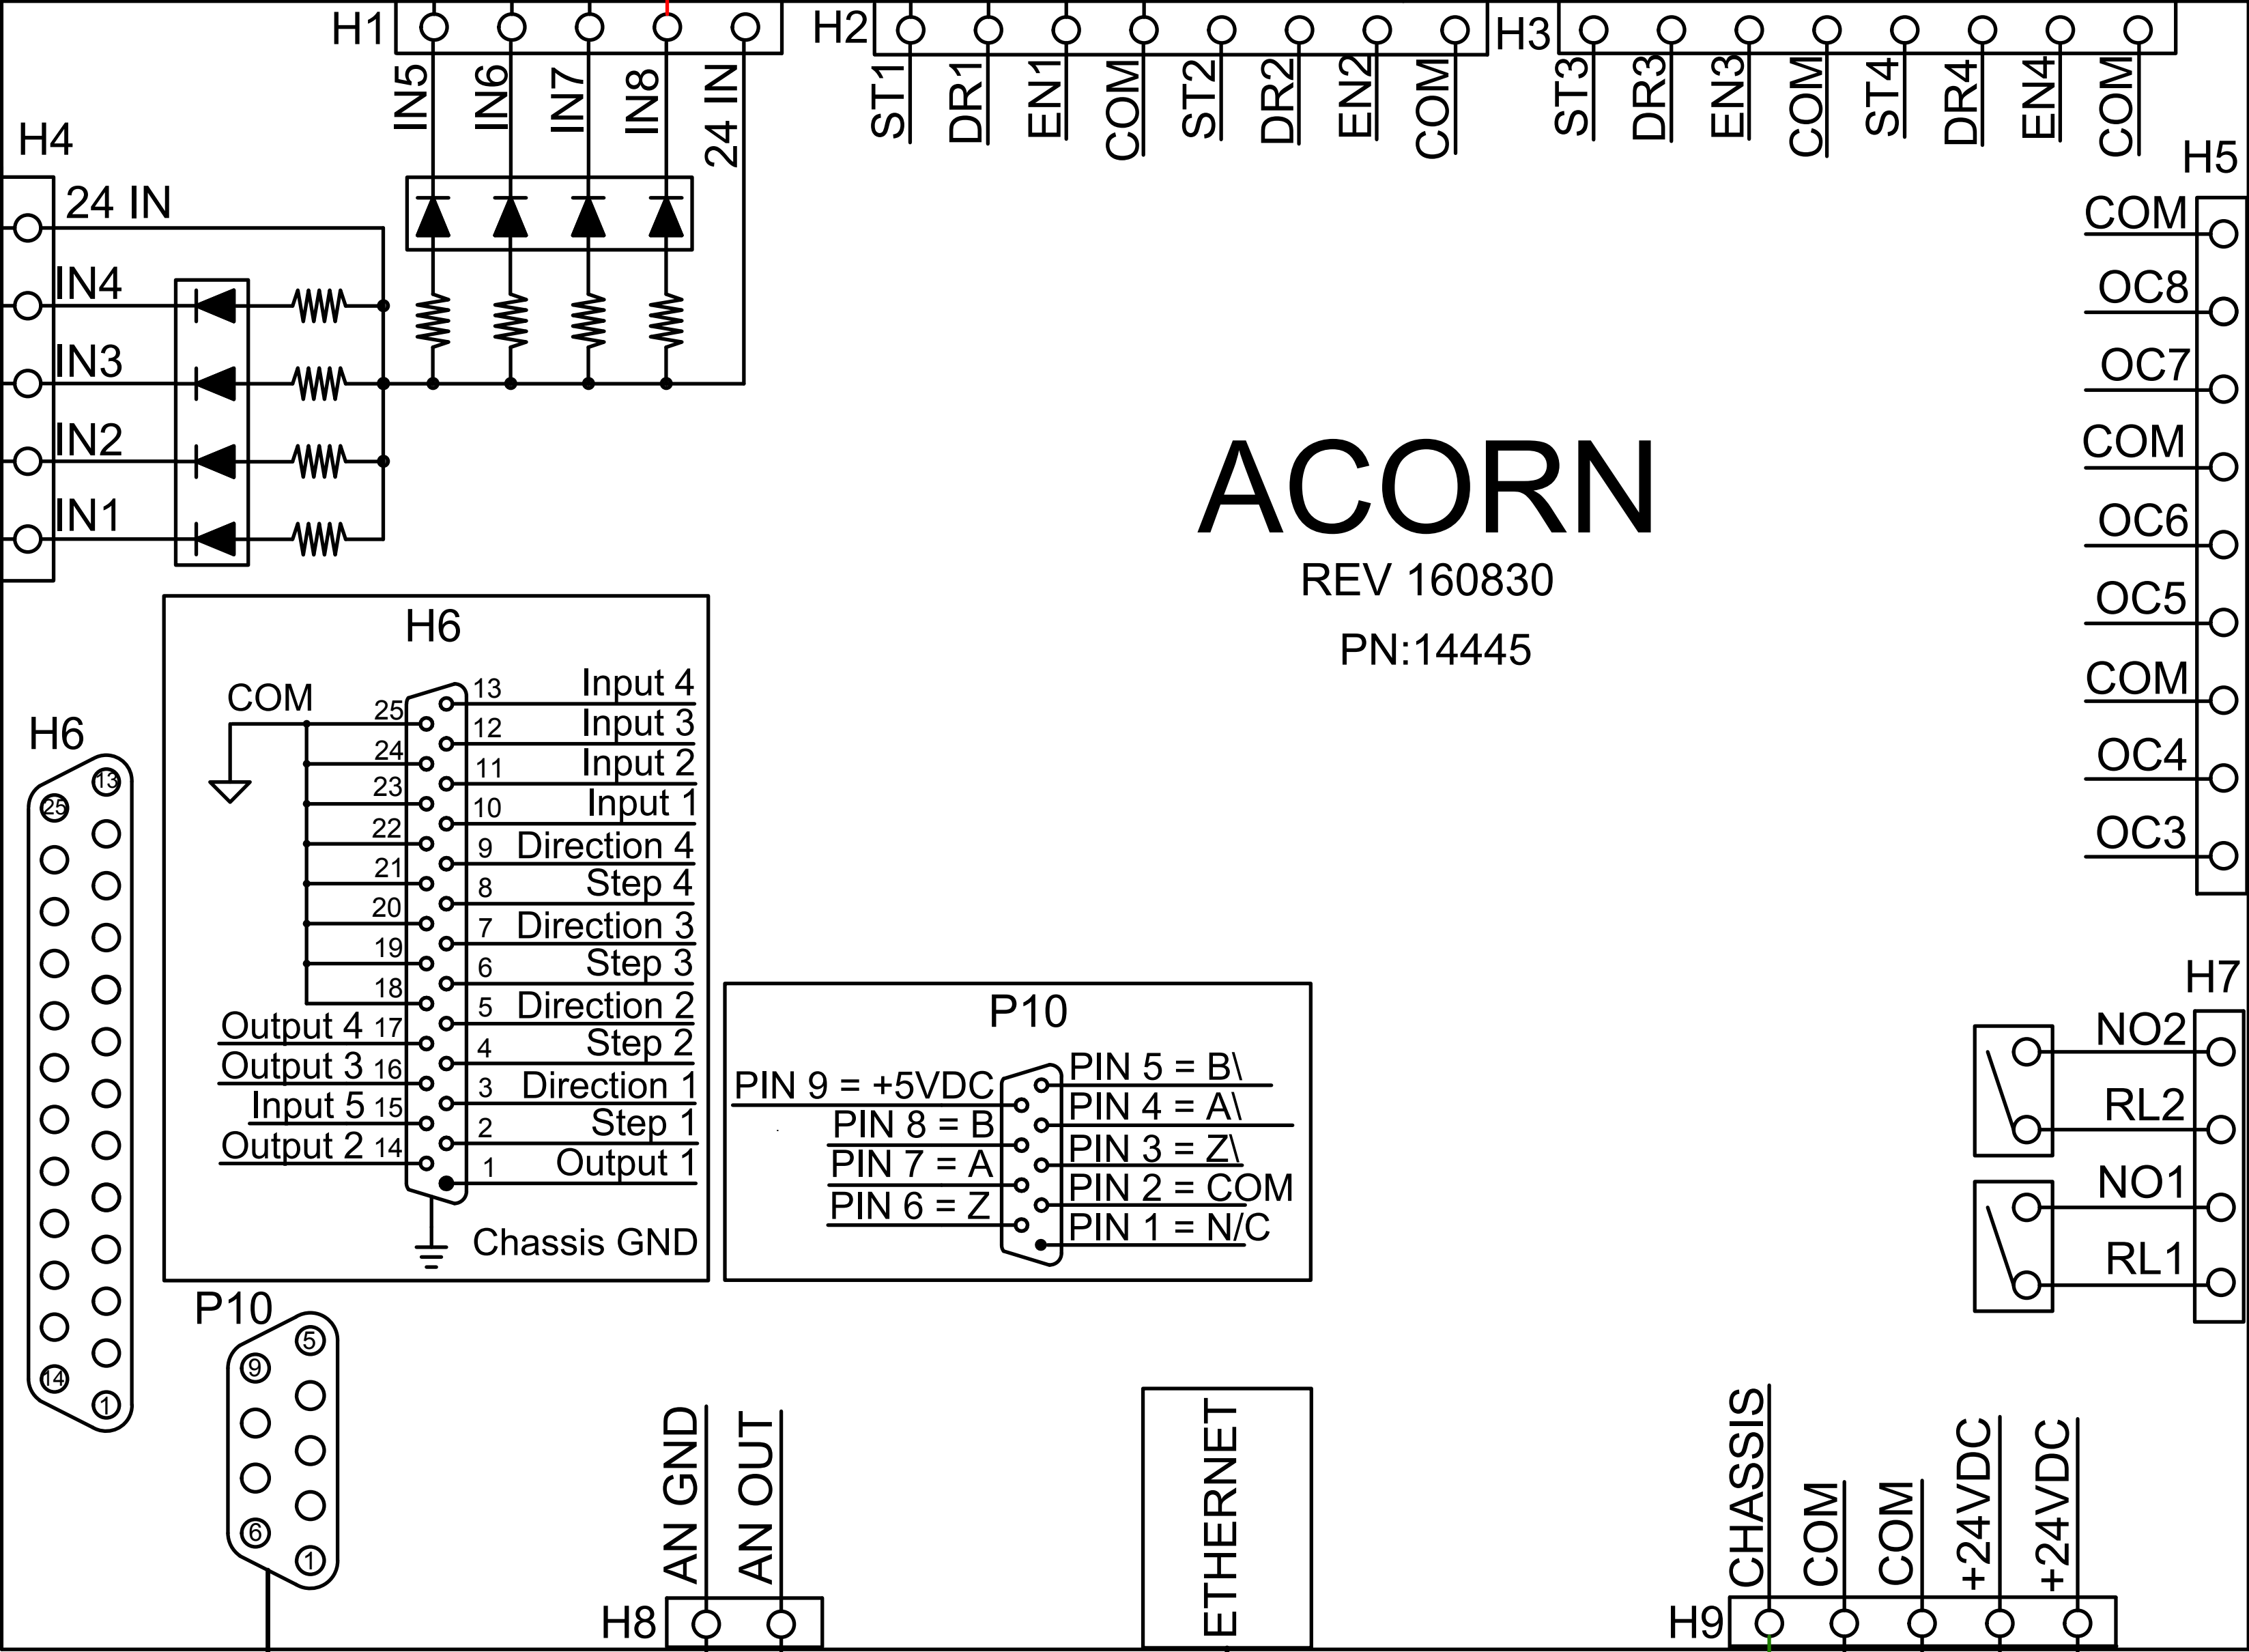 H1
IN5
IN6
IN7
IN8
24 IN
H2
ST1
DR1
EN1
COM
ST2
DR2
EN2
COM
H3
ST3
DR3
EN3
COM
ST4
DR4
EN4
COM
H4
24 IN
IN4
IN3
IN2
IN1
H5
COM
OC8
OC7
COM
OC6
OC5
COM
OC4
OC3
ACORN
REV 160830
PN:14445
H6
13
25
14
1
H6
COM
25
24
23
22
21
20
19
18
Output 4 17
Output 3 16
Input 5 15
Output 2 14
13 Input 4
12 Input 3
11 Input 2
10 Input 1
9 Direction 4
8 Step 4
7 Direction 3
6 Step 3
5 Direction 2
4 Step 2
3 Direction 1
2 Step 1
1 Output 1
Chassis GND
P10
PIN 9 = +5VDC
PIN 8 = B
PIN 7 = A
PIN 6 = Z
PIN 5 = B\
PIN 4 = A\
PIN 3 = Z\
PIN 2 = COM
PIN 1 = N/C
H7
NO2
RL2
NO1
RL1
P10
5
9
6
1
H8
AN GND
AN OUT
ETHERNET
H9
CHASSIS
COM
COM
+24VDC
+24VDC